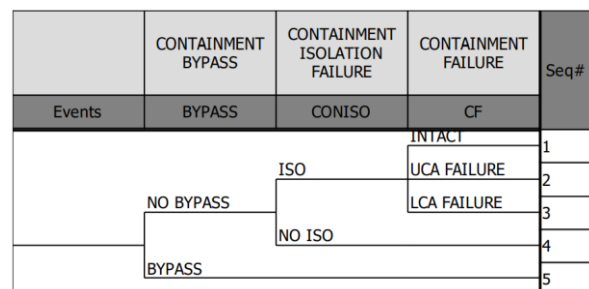 CONTAINMENT
BYPASS
CONTAINMENT
ISOLATION
FAILURE
CONTAINMENT
FAILURE
Seq#
Events
BYPASS
CONISO
CF
INTACT
1
ISO
UCA FAILURE
2
NO BYPASS
LCA FAILURE
3
NO ISO
4
BYPASS
5